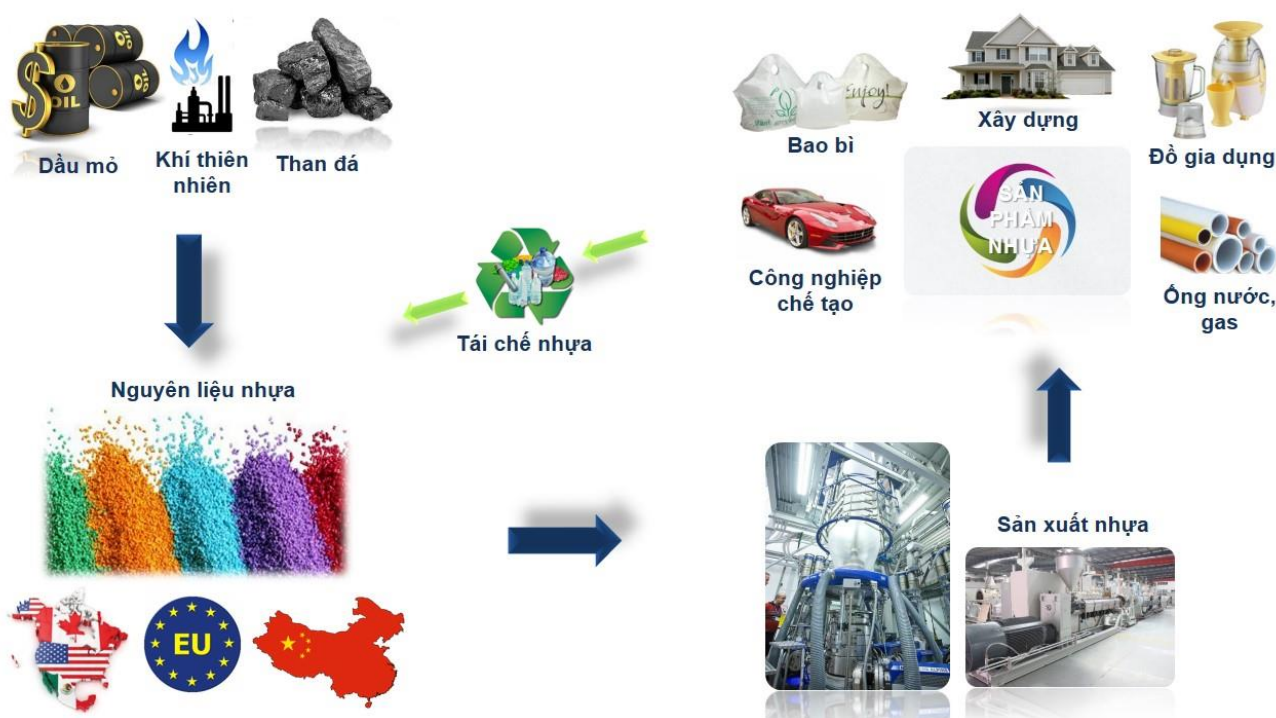 OIL
Dầu mỏ
Khí thiên
nhiên
Than đá
Enjoy!
Bao bì
Xây dựng
Đồ gia dụng
SẢN
PHẨM
NHỰA
Công nghiệp
chế tạo
Ống nước,
gas
Tái chế nhựa
Nguyên liệu nhựa
Sản xuất nhựa
EU